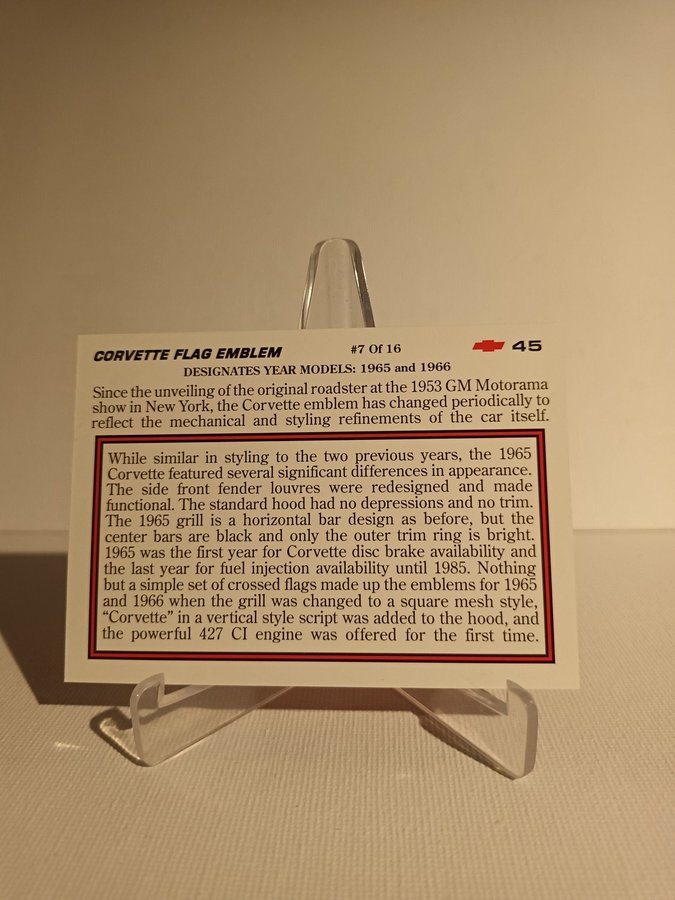 CORVETTE FLAG EMBLEM #7 Of 16 45
DESIGNATES YEAR MODELS: 1965 and 1966
Since the unveiling of the original roadster at the 1953 GM Motorama
show in New York, the Corvette emblem has changed periodically to
reflect the mechanical and styling refinements of the car itself.
While similar in styling to the two previous years, the 1965
Corvette featured several significant differences in appearance.
The side front fender louvres were redesigned and made
functional. The standard hood had no depressions and no trim.
The 1965 grill is a horizontal bar design as before, but the
center bars are black and only the outer trim ring is bright.
1965 was the first year for Corvette disc brake availability and
the last year for fuel injection availability until 1985. Nothing
but a simple set of crossed flags made up the emblems for 1965
and 1966 when the grill was changed to a square mesh style,
“Corvette” in a vertical style script was added to the hood, and
the powerful 427 CI engine was offered for the first time.